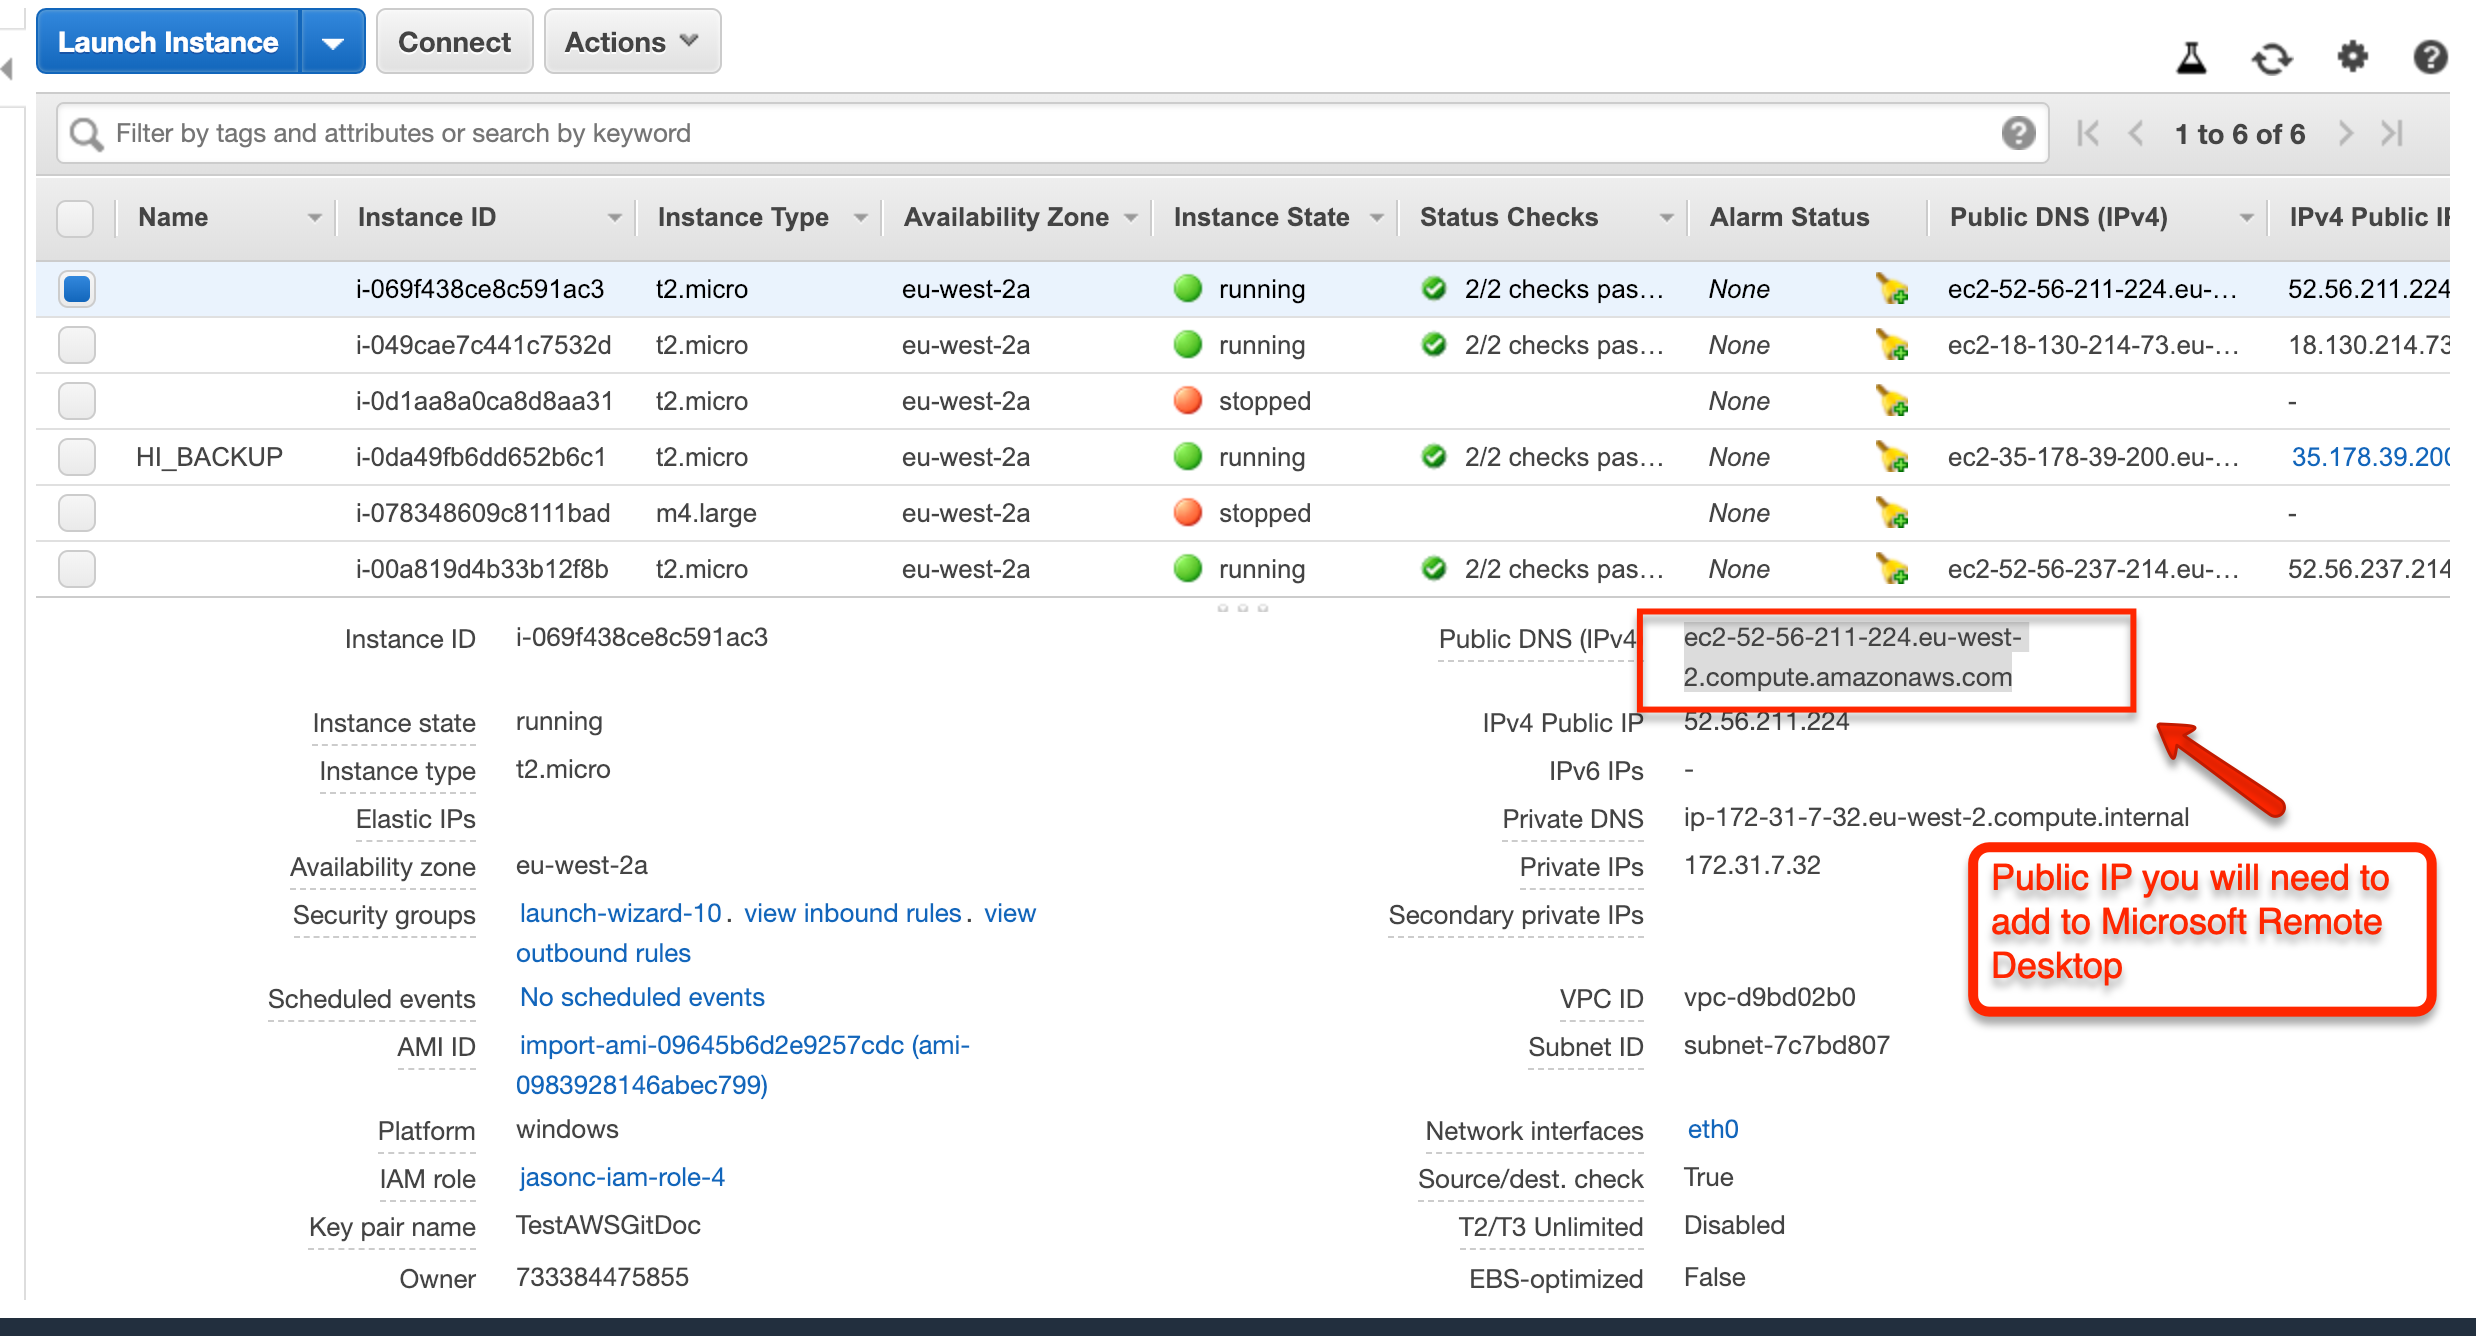 Launch Instance Connect Actions
Filter by tags and attributes or search by keyword 1 to 6 of 6
Name Instance ID Instance Type Availability Zone Instance State Status Checks Alarm Status Public DNS (IPv4) IPv4 Public IP
i-069f438ce8c591ac3 t2.micro eu-west-2a running 2/2 checks pas... None ec2-52-56-211-224.eu-... 52.56.211.224
i-049cae7c441c7532d t2.micro eu-west-2a running 2/2 checks pas... None ec2-18-130-214-73.eu-... 18.130.214.73
i-0d1aa8a0ca8d8aa31 t2.micro eu-west-2a stopped None -
HI_BACKUP i-0da49fb6dd652b6c1 t2.micro eu-west-2a running 2/2 checks pas... None ec2-35-178-39-200.eu-... 35.178.39.200
i-078348609c8111bad m4.large eu-west-2a stopped None -
i-00a819d4b33b12f8b t2.micro eu-west-2a running 2/2 checks pas... None ec2-52-56-237-214.eu-... 52.56.237.214
Instance ID i-069f438ce8c591ac3
Instance state running
Instance type t2.micro
Elastic IPs
Availability zone eu-west-2a
Security groups launch-wizard-10. view inbound rules. view
outbound rules
Scheduled events No scheduled events
AMI ID import-ami-09645b6d2e9257cdc (ami-
0983928146abec799)
Platform windows
IAM role jasonc-iam-role-4
Key pair name TestAWSGitDoc
Owner 733384475855
Public DNS (IPv4 ec2-52-56-211-224.eu-west-
2.compute.amazonaws.com
IPv4 Public IP 52.56.211.224
IPv6 IPs -
Private DNS ip-172-31-7-32.eu-west-2.compute.internal
Private IPs 172.31.7.32
Secondary private IPs
VPC ID vpc-d9bd02b0
Subnet ID subnet-7c7bd807
Network interfaces eth0
Source/dest. check True
T2/T3 Unlimited Disabled
EBS-optimized False
Public IP you will need to
add to Microsoft Remote
Desktop